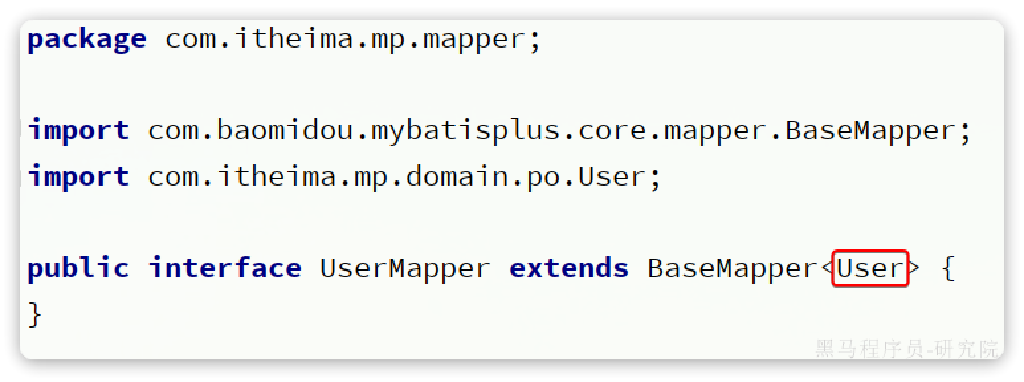 package com.itheima.mp.mapper;
import com.baomidou.mybatisplus.core.mapper.BaseMapper;
import com.itheima.mp.domain.po.User;
public interface UserMapper extends BaseMapper<User> {
}
黑马程序员-研究院